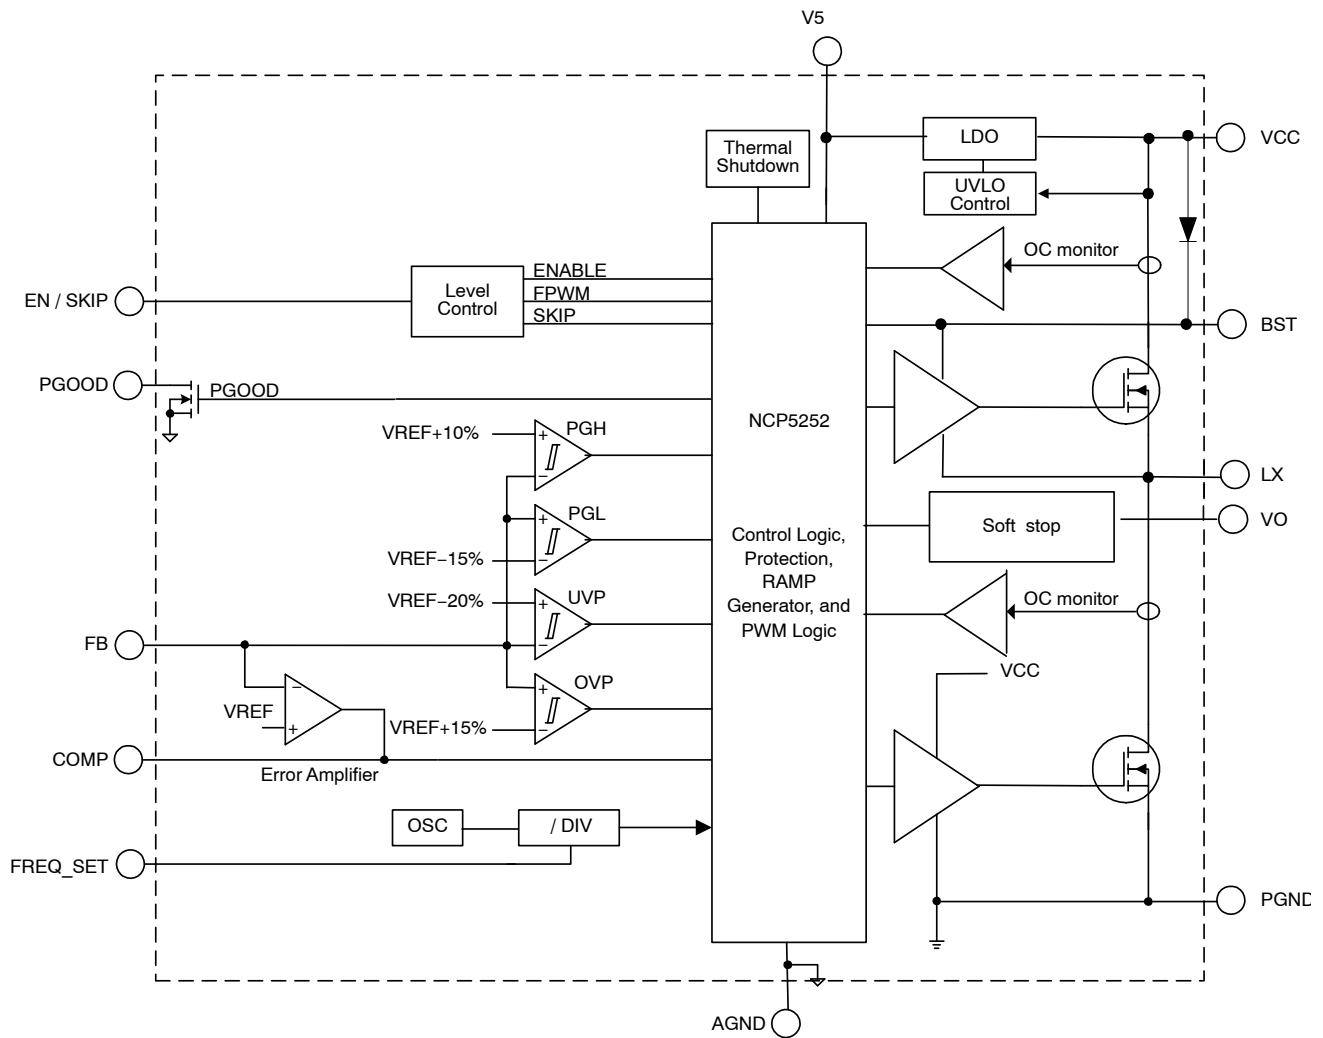 V5
Thermal
Shutdown
LDO
VCC
UVLO
Control
OC monitor
EN / SKIP
Level
Control
ENABLE
FPWM
SKIP
BST
PGOOD
PGOOD
VREF+10%
+
PGH
−
NCP5252
LX
PGL
+
VREF−15%
−
Soft stop
VO
Control Logic,
Protection,
RAMP
Generator, and
PWM Logic
VREF−20%
+
UVP
−
OC monitor
FB
VCC
OVP
+
VREF+15%
−
−
VREF
+
Error Amplifier
COMP
OSC
/ DIV
FREQ_SET
PGND
AGND